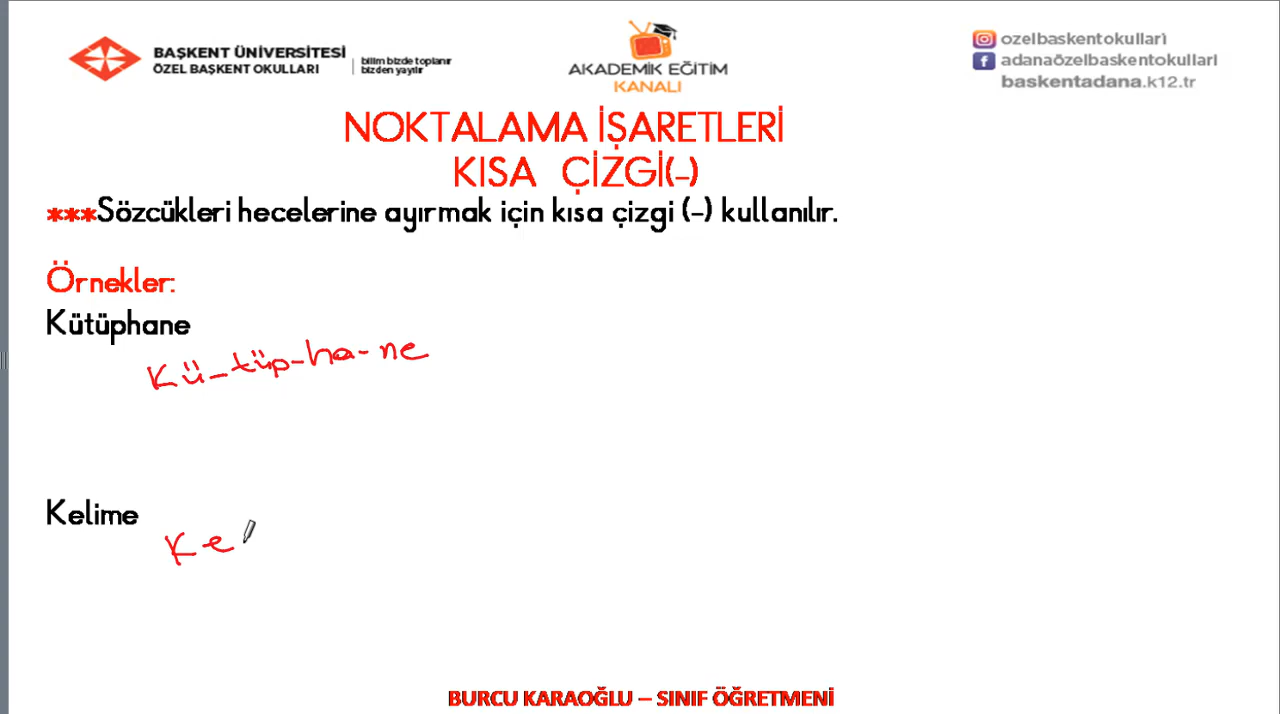 BAŞKENT ÜNİVERSİTESİ
ÖZEL BAŞKENT OKULLARI
bilim bizde toplanır
bizden yayılır
AKADEMİK EĞİTİM
KANALI
ozelbaskentokullari
adanaözelbaskentokullari
baskentadana.k12.tr
NOKTALAMA İŞARETLERİ
KISA ÇİZGİ(-)
***Sözcükleri hecelerine ayırmak için kısa çizgi (-) kullanılır.
Örnekler:
Kütüphane
Kü-tüp-ha-ne
Kelime
Ke
BURCU KARAOĞLU – SINIF ÖĞRETMENİ